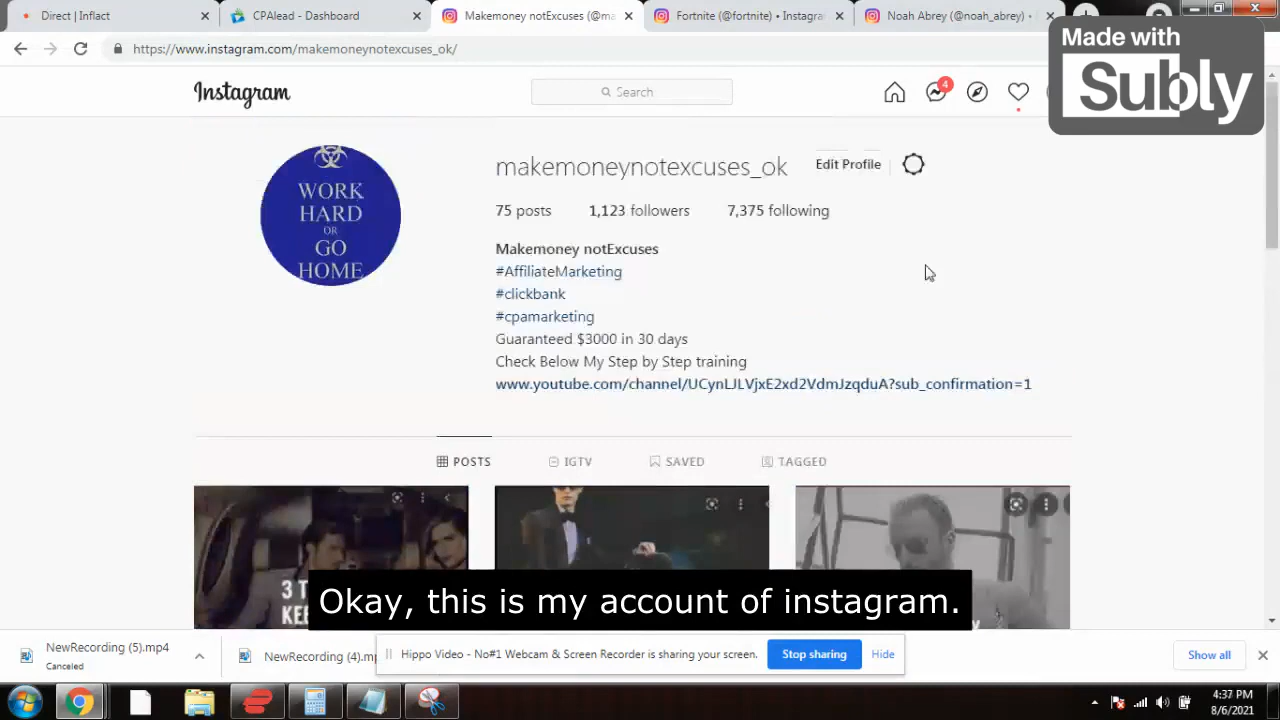 Direct | Inflact
CPAlead - Dashboard
Makemoney notExcuses (@ma
Fortnite (@fortnite) • Instagra
Noah Abrey (@noah_abrey) •
https://www.instagram.com/makemoneynotexcuses_ok/
Made with
Subly
Instagram
Search
4
WORK
HARD
OR
GO
HOME
makemoneynotexcuses_ok
Edit Profile
75 posts 1,123 followers 7,375 following
Makemoney notExcuses
#AffiliateMarketing
#clickbank
#cpamarketing
Guaranteed $3000 in 30 days
Check Below My Step by Step training
www.youtube.com/channel/UCynLJLVjxE2xd2VdmJzqduA?sub_confirmation=1
POSTS IGTV SAVED TAGGED
3 T
KEE
Okay, this is my account of instagram.
NewRecording (5).mp4
Canceled
NewRecording (4).mp
Hippo Video - No#1 Webcam & Screen Recorder is sharing your screen.
Stop sharing
Hide
Show all
4:37 PM
8/6/2021